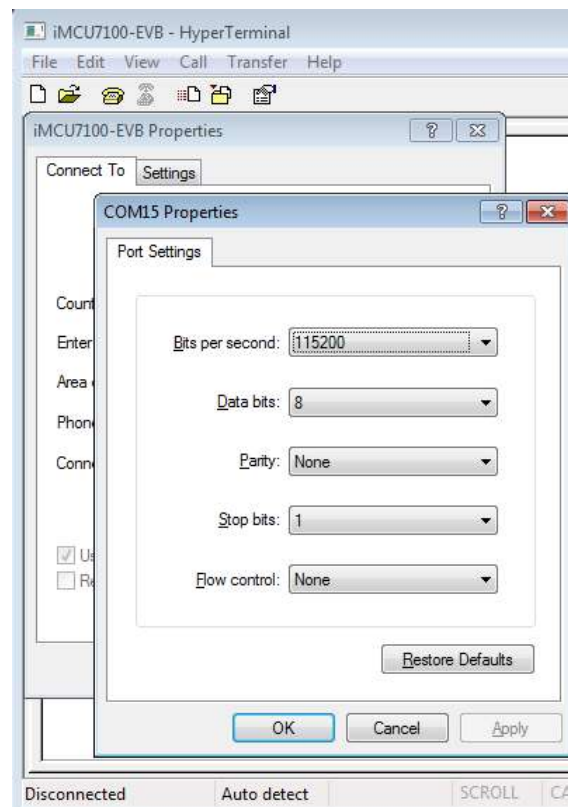 iMCU7100-EVB - HyperTerminal
File Edit View Call Transfer Help
iMCU7100-EVB Properties
Connect To Settings
COM15 Properties
Port Settings
Bits per second: 115200
Data bits: 8
Parity: None
Stop bits: 1
Flow control: None
Enter
Area
Restore Defaults
OK Cancel Apply
Disconnected Auto detect SCROLL